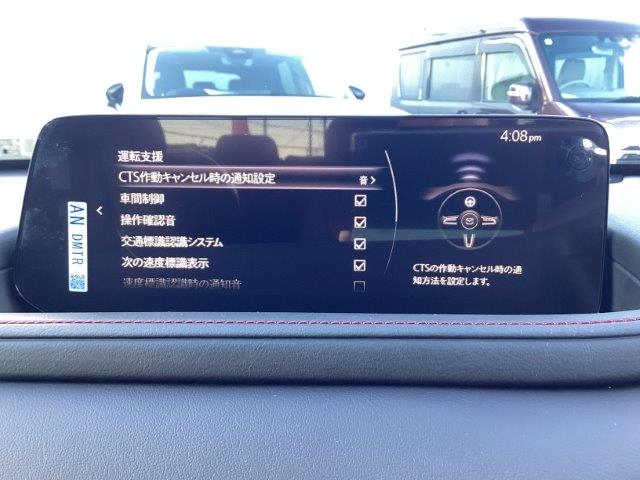 4:08pm
運転支援
CTS作動キャンセル時の通知設定
音
車間制御
操作確認音
交通標識認識システム
次の速度標識表示
速度標識認識時の通知音
CTSの作動キャンセル時の通
知方法を設定します。
AN DMTR